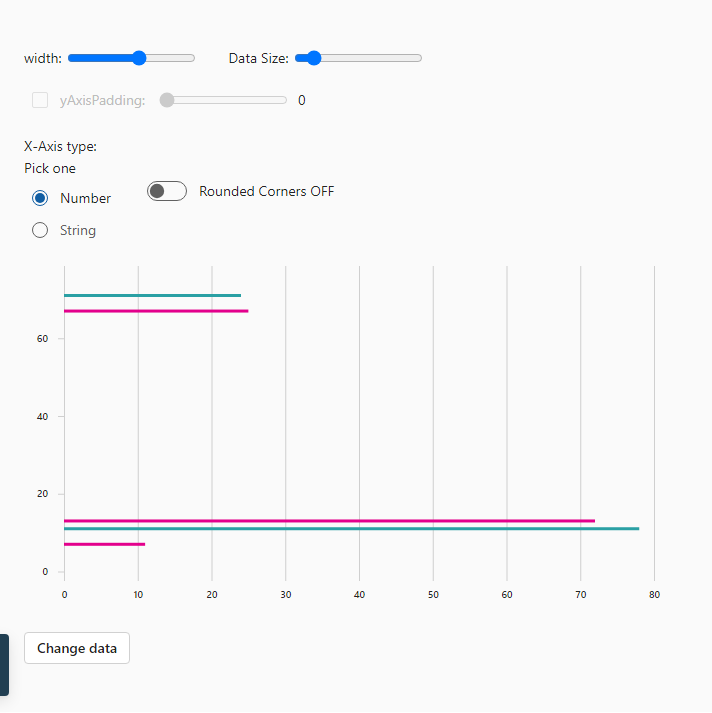 width: Data Size:
yAxisPadding: 0
X-Axis type:
Pick one
Number
Rounded Corners OFF
String
60
40
20
0
0 10 20 30 40 50 60 70 80
Change data